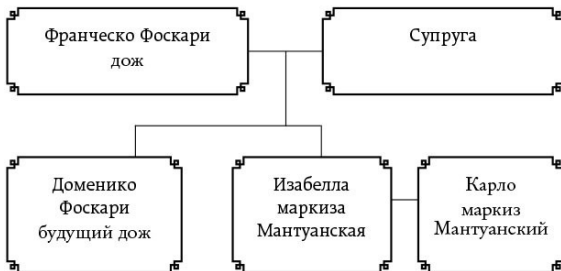 Франческо Фоскари
дож
Супруга
Доменико
Фоскари
будущий дож
Изабелла
маркиза
Мантуанская
Карло
маркиз
Мантуанский